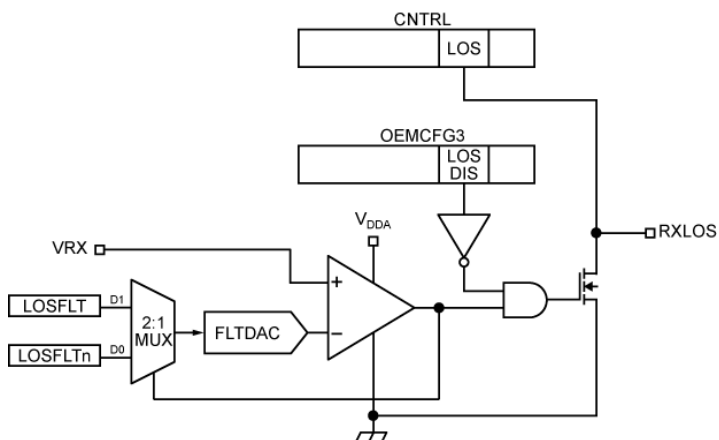 CNTRL
LOS
OEMCFG3
LOS
DIS
VDDA
RXLOS
VRX
+
LOSFLT
D1
2:1
MUX
FLTDAC
−
LOSFLTn
D0